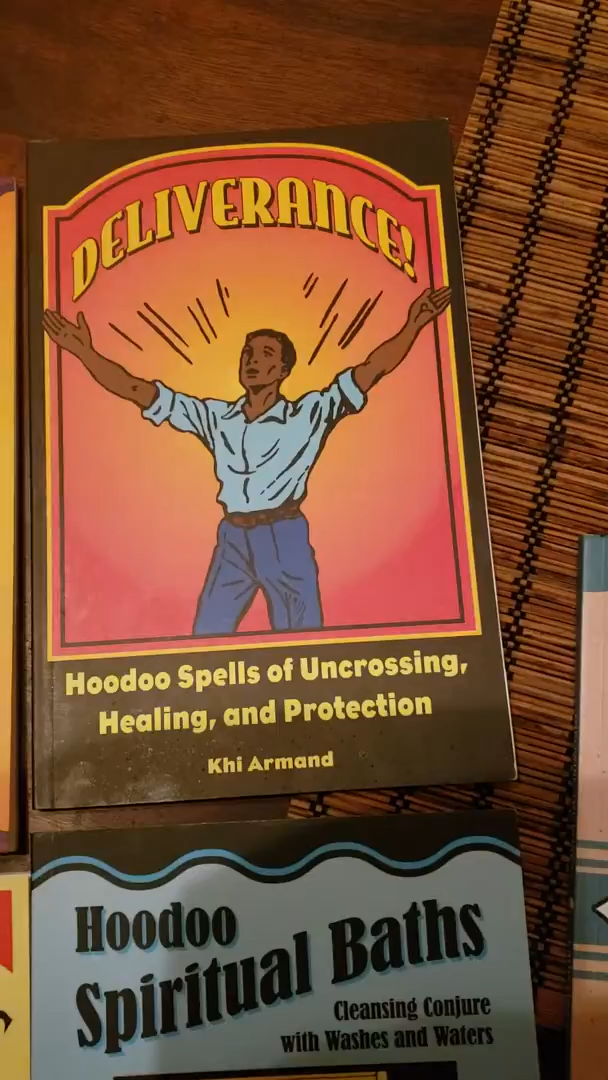 DELIVERANCE!
Hoodoo Spells of Uncrossing,
Healing, and Protection
Khi Armand
Hoodoo
Spiritual Baths
Cleansing Conjure
with Washes and Waters